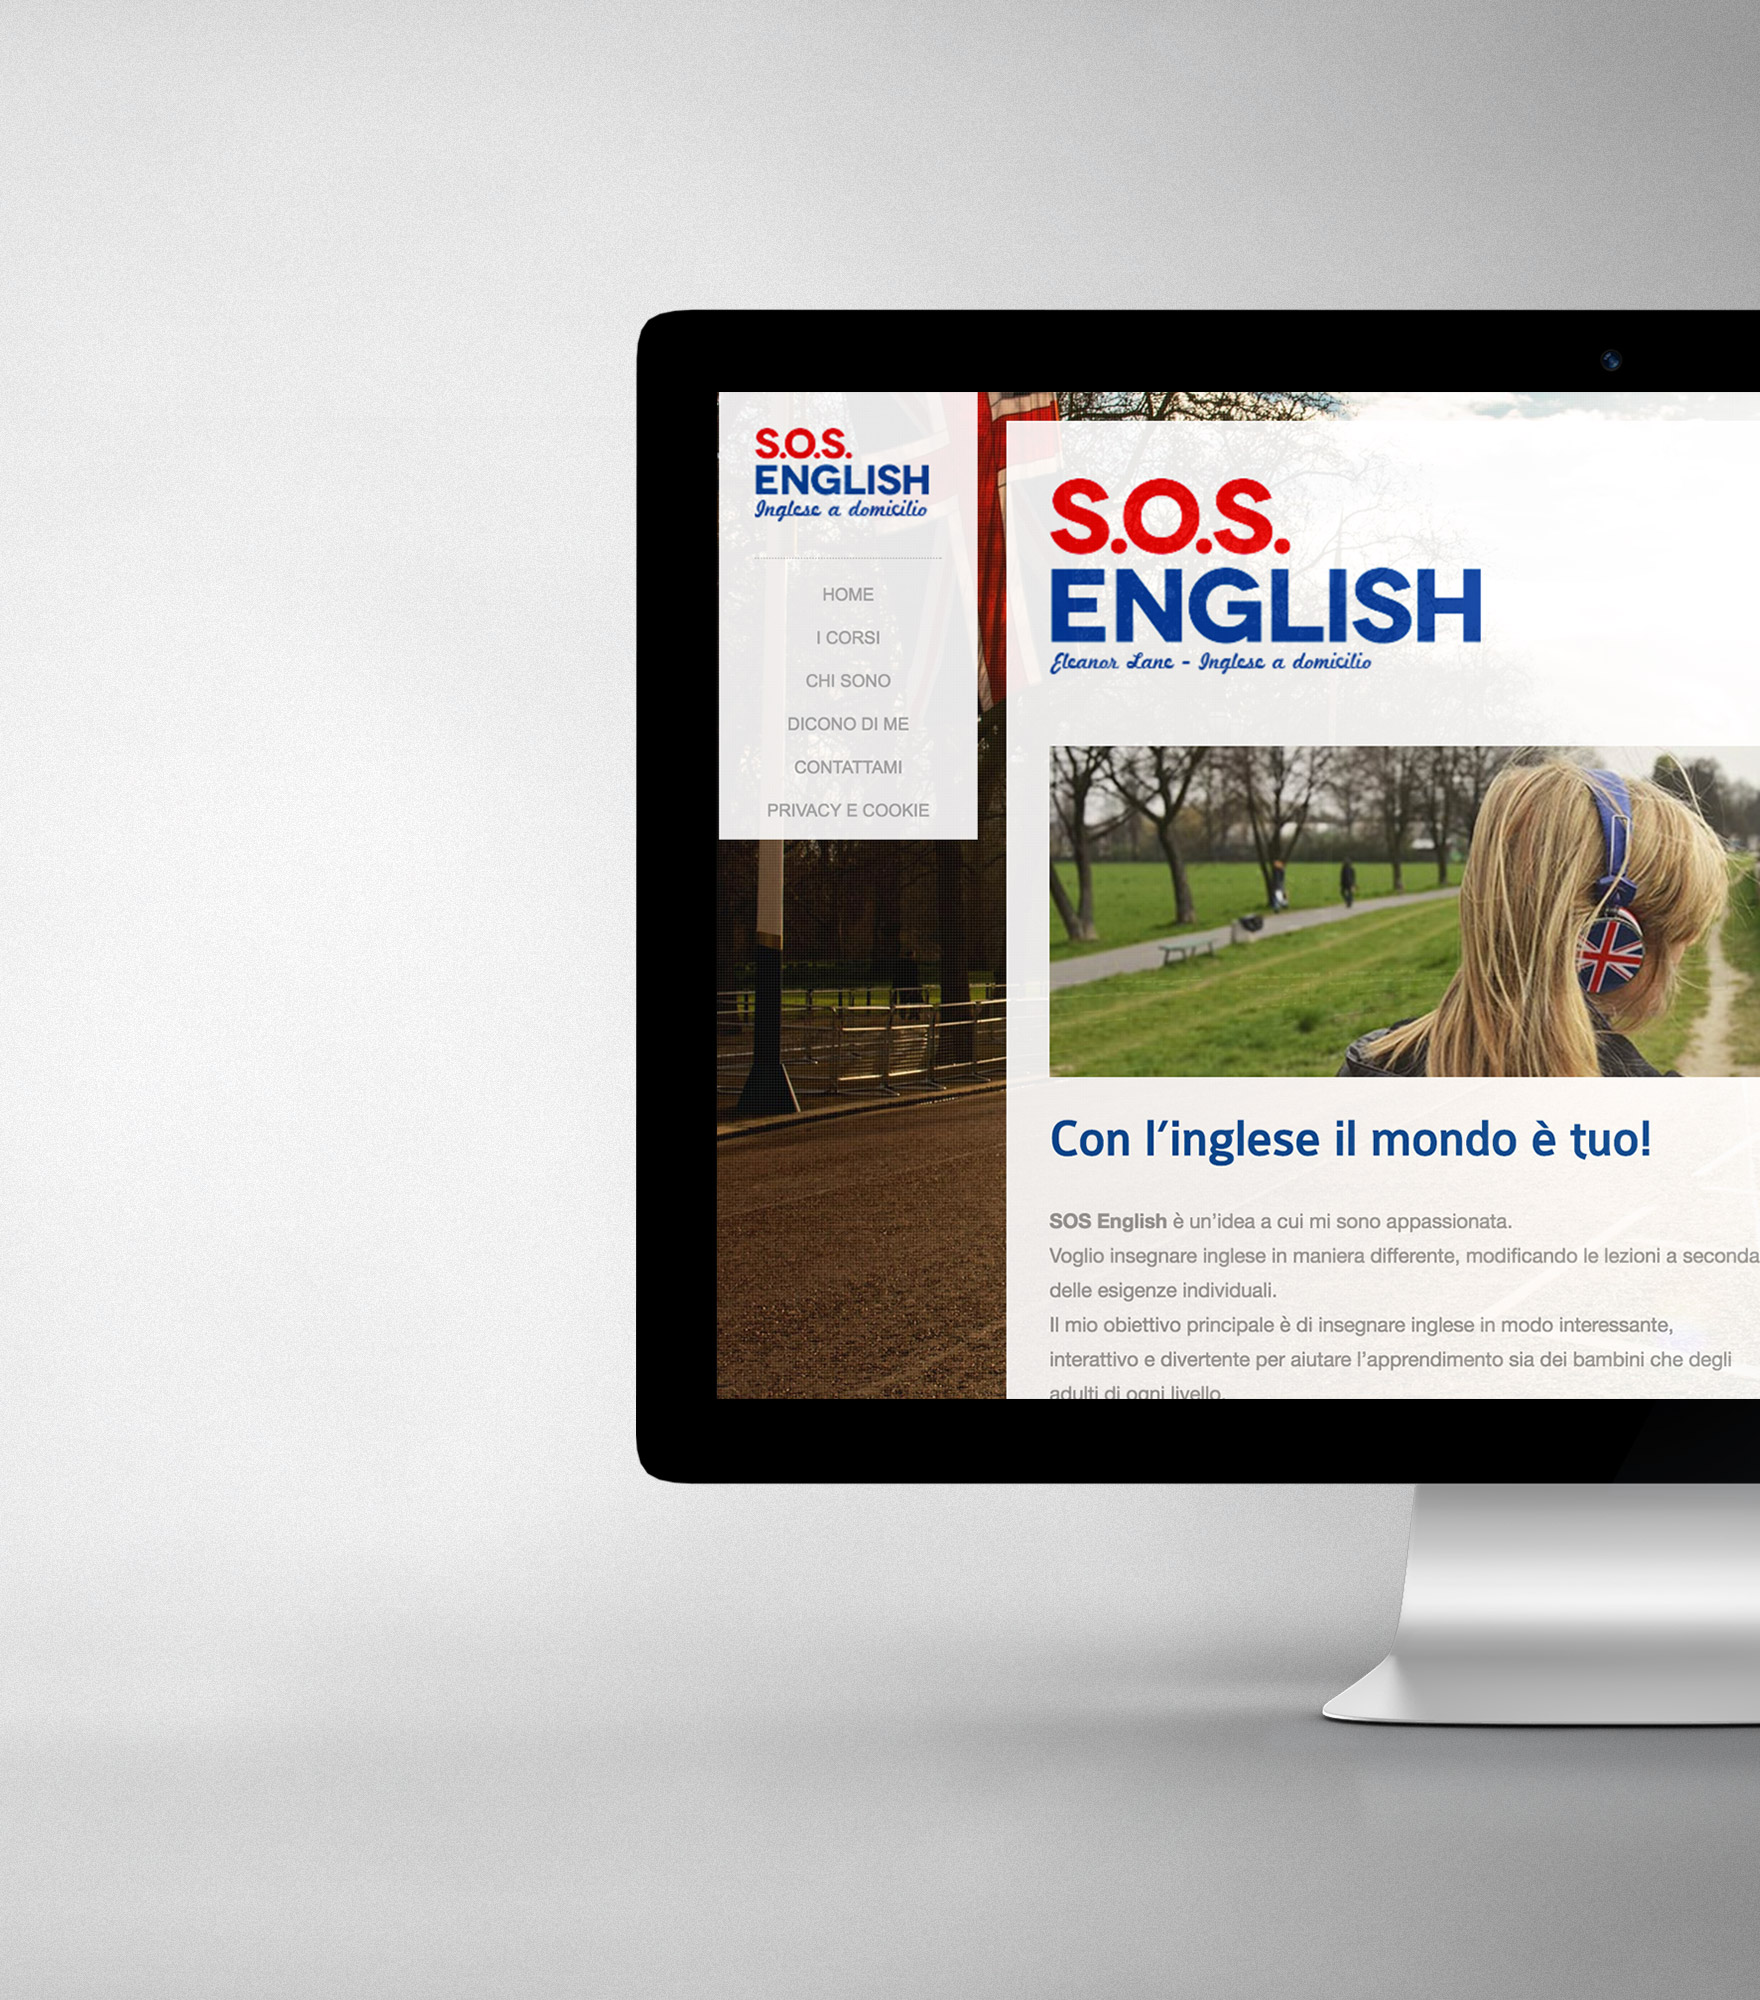 S.O.S.
ENGLISH
Inglese a domicilio
HOME
I CORSI
CHI SONO
DICONO DI ME
CONTATTAMI
PRIVACY E COOKIE
S.O.S.
ENGLISH
Eleanor Lane - Inglese a domicilio
Con l'inglese il mondo è tuo!
SOS English è un'idea a cui mi sono appassionata.
Voglio insegnare inglese in maniera differente, modificando le lezioni a seconda
delle esigenze individuali.
Il mio obiettivo principale è di insegnare inglese in modo interessante,
interattivo e divertente per aiutare l'apprendimento sia dei bambini che degli
adulti di ogni livello.